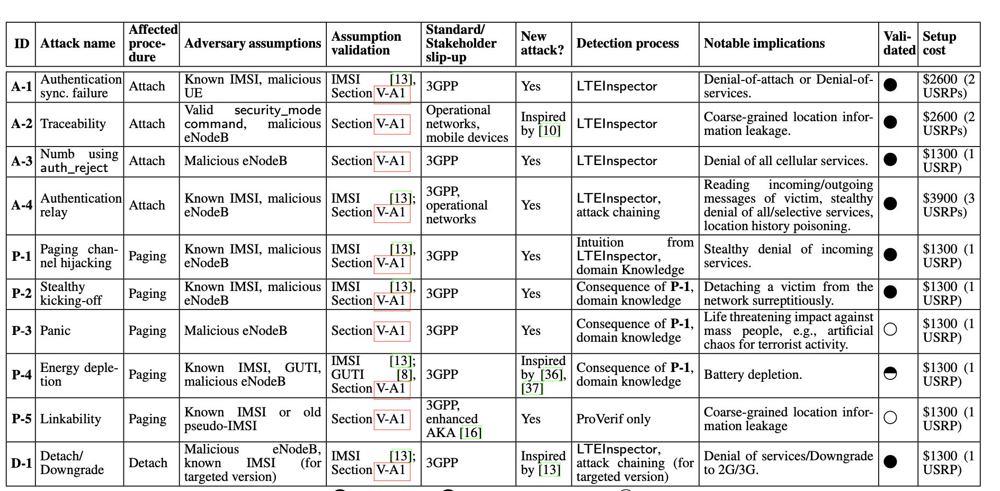 ID Attack name Affected proce-dure Adversary assumptions Assumption validation Standard/ Stakeholder slip-up New attack? Detection process Notable implications Vali-dated Setup cost
A-1 Authentication sync. failure Attach Known IMSI, malicious UE IMSI [13], Section V-A1 3GPP Yes LTEInspector Denial-of-attach or Denial-of-services. ● $2600 (2 USRPs)
A-2 Traceability Attach Valid security_mode command, malicious eNodeB Section V-A1 Operational networks, mobile devices Inspired by [10] LTEInspector Coarse-grained location infor-mation leakage. ● $2600 (2 USRPs)
A-3 Numb using auth_reject Attach Malicious eNodeB Section V-A1 3GPP Yes LTEInspector Denial of all cellular services. ● $1300 (1 USRP)
A-4 Authentication relay Attach Known IMSI, malicious eNodeB IMSI [13]; Section V-A1 3GPP, operational networks Yes LTEInspector, attack chaining Reading incoming/outgoing messages of victim, stealthy denial of all/selective services, location history poisoning. ● $3900 (3 USRPs)
P-1 Paging chan-nel hijacking Paging Known IMSI, malicious eNodeB IMSI [13], Section V-A1 3GPP Yes Intuition from LTEInspector, domain Knowledge Stealthy denial of incoming services. ● $1300 (1 USRP)
P-2 Stealthy kicking-off Paging Known IMSI, malicious eNodeB IMSI [13], Section V-A1 3GPP Yes Consequence of P-1, domain knowledge Detaching a victim from the network surreptitiously. ● $1300 (1 USRP)
P-3 Panic Paging Malicious eNodeB Section V-A1 3GPP Yes Consequence of P-1, domain knowledge Life threatening impact against mass people, e.g., artificial chaos for terrorist activity. ○ $1300 (1 USRP)
P-4 Energy deple-tion Paging Known IMSI, GUTI, malicious eNodeB IMSI [13]; GUTI [8], Section V-A1 3GPP Inspired by [36], [37] Consequence of P-1, domain knowledge Battery depletion. ◓ $1300 (1 USRP)
P-5 Linkability Paging Known IMSI or old pseudo-IMSI Section V-A1 3GPP, enhanced AKA [16] Yes ProVerif only Coarse-grained location infor-mation leakage ○ $1300 (1 USRP)
D-1 Detach/ Downgrade Detach Malicious eNodeB, known IMSI (for targeted version) IMSI [13]; Section V-A1 3GPP Inspired by [13] LTEInspector, attack chaining (for targeted version) Denial of services/Downgrade to 2G/3G. ● $1300 (1 USRP)